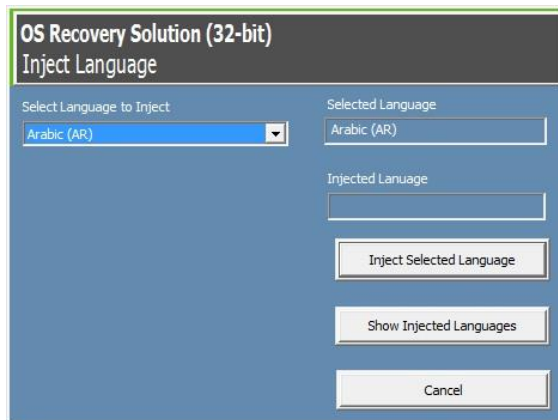 OS Recovery Solution (32-bit)
Inject Language
Select Language to Inject
Arabic (AR)
Selected Language
Arabic (AR)
Injected Lanuage
Inject Selected Language
Show Injected Languages
Cancel